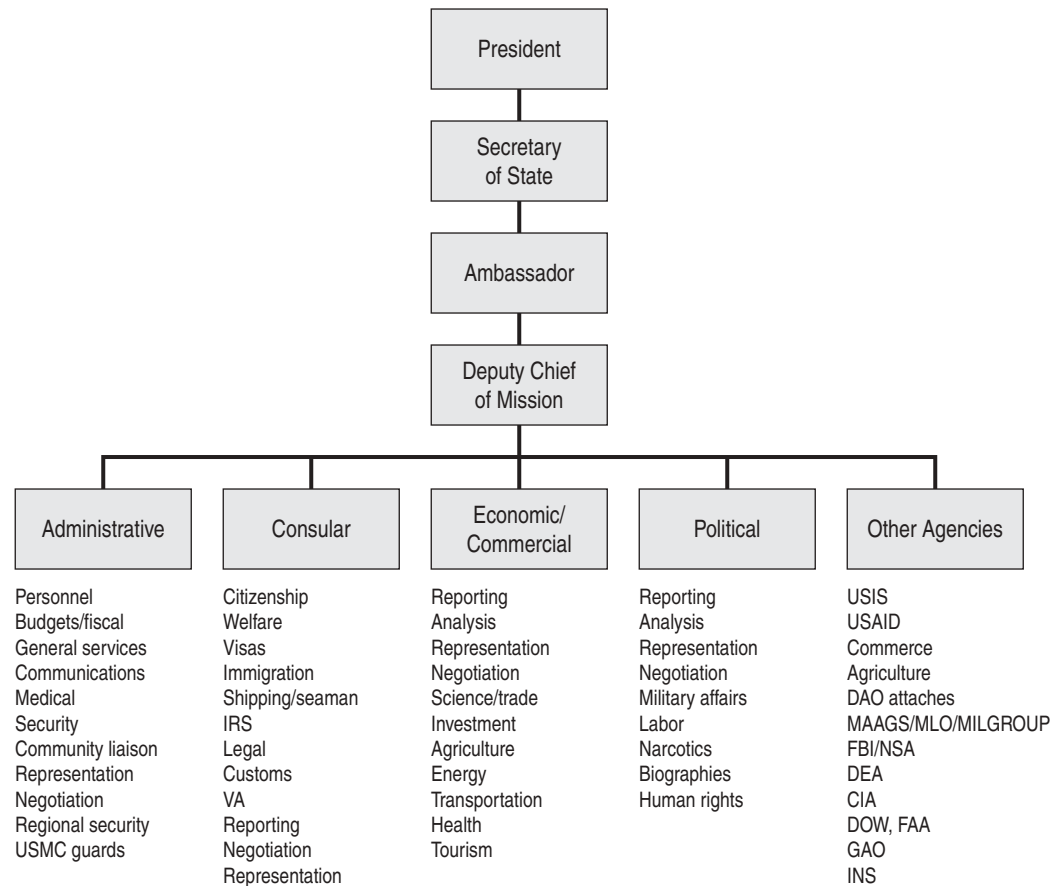 President
Secretary
of State
Ambassador
Deputy Chief
of Mission
Administrative
Personnel
Budgets/fiscal
General services
Communications
Medical
Security
Community liaison
Representation
Negotiation
Regional security
USMC guards
Consular
Citizenship
Welfare
Visas
Immigration
Shipping/seaman
IRS
Legal
Customs
VA
Reporting
Negotiation
Representation
Economic/
Commercial
Reporting
Analysis
Representation
Negotiation
Science/trade
Investment
Agriculture
Energy
Transportation
Health
Tourism
Political
Reporting
Analysis
Representation
Negotiation
Military affairs
Labor
Narcotics
Biographies
Human rights
Other Agencies
USIS
USAID
Commerce
Agriculture
DAO attaches
MAAGS/MLO/MILGROUP
FBI/NSA
DEA
CIA
DOW, FAA
GAO
INS